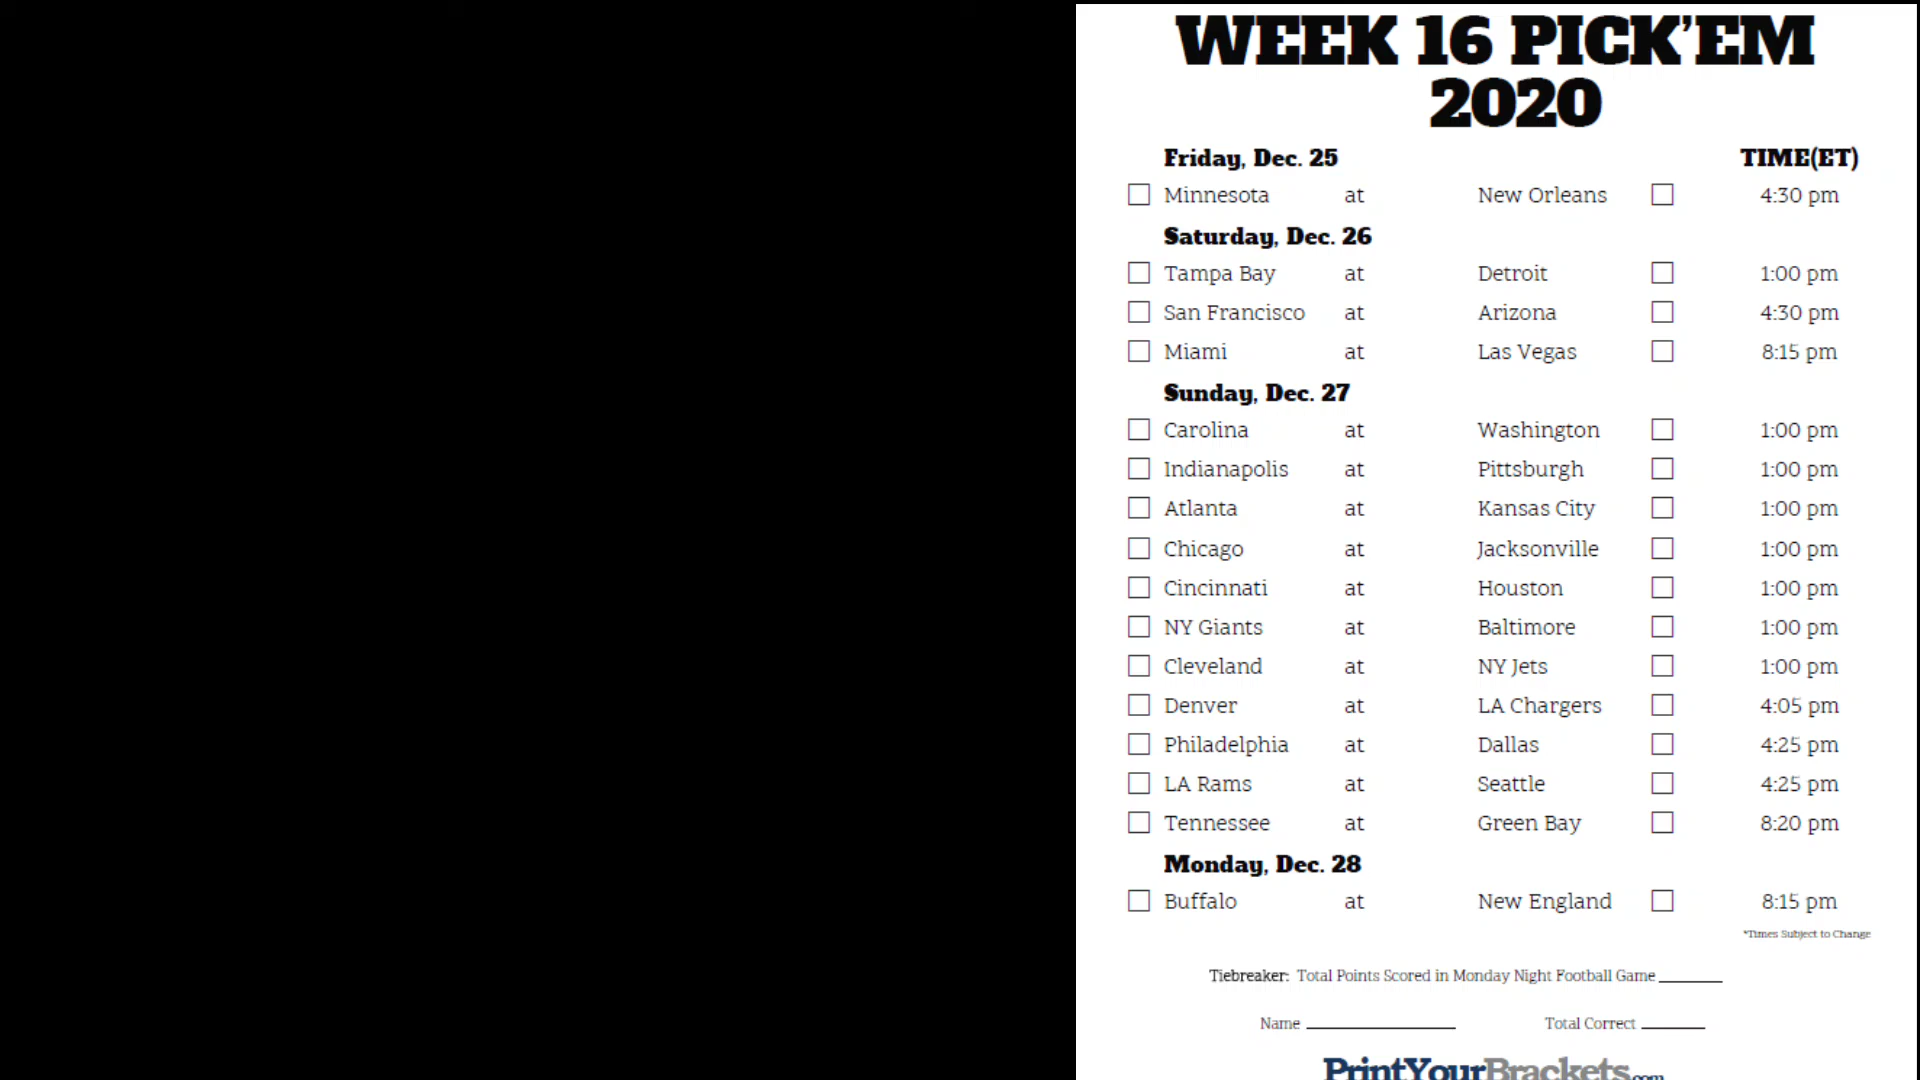 WEEK 16 PICK'EM
2020
Friday, Dec. 25 TIME(ET)
Minnesota at New Orleans 4:30 pm
Saturday, Dec. 26
Tampa Bay at Detroit 1:00 pm
San Francisco at Arizona 4:30 pm
Miami at Las Vegas 8:15 pm
Sunday, Dec. 27
Carolina at Washington 1:00 pm
Indianapolis at Pittsburgh 1:00 pm
Atlanta at Kansas City 1:00 pm
Chicago at Jacksonville 1:00 pm
Cincinnati at Houston 1:00 pm
NY Giants at Baltimore 1:00 pm
Cleveland at NY Jets 1:00 pm
Denver at LA Chargers 4:05 pm
Philadelphia at Dallas 4:25 pm
LA Rams at Seattle 4:25 pm
Tennessee at Green Bay 8:20 pm
Monday, Dec. 28
Buffalo at New England 8:15 pm
*Times Subject to Change
Tiebreaker: Total Points Scored in Monday Night Football Game
Name Total Correct
PrintYourBrackets.com